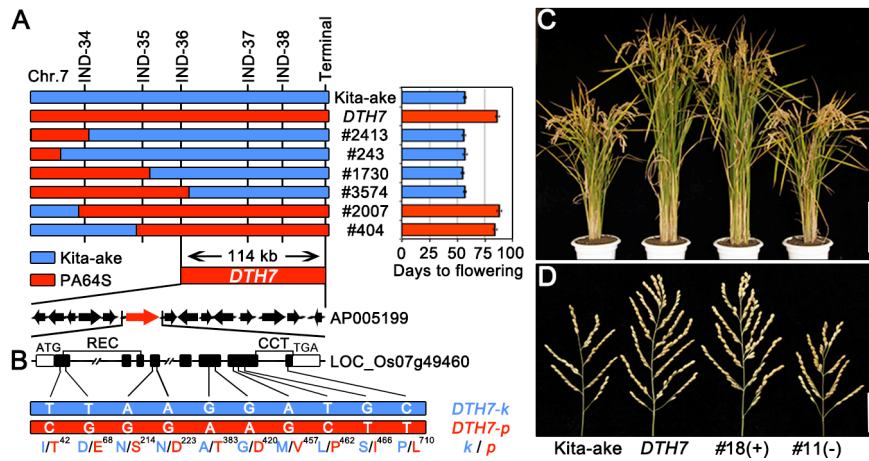 A
Chr.7 IND-34 IND-35 IND-36 IND-37 IND-38 Terminal
Kita-ake
DTH7
#2413
#243
#1730
#3574
#2007
#404
0 25 50 75 100
Days to flowering
Kita-ake
PA64S
114 kb
DTH7
AP005199
B
ATG REC CCT TGA
LOC_Os07g49460
T T A A G G A T G C DTH7-k
C G G G A A G C T T DTH7-p
I/T42 D/E68 N/S214 N/D223 A/T383 G/D420 M/V457 L/P462 S/I466 P/L710 k / p
C
D
Kita-ake DTH7 #18(+) #11(-)